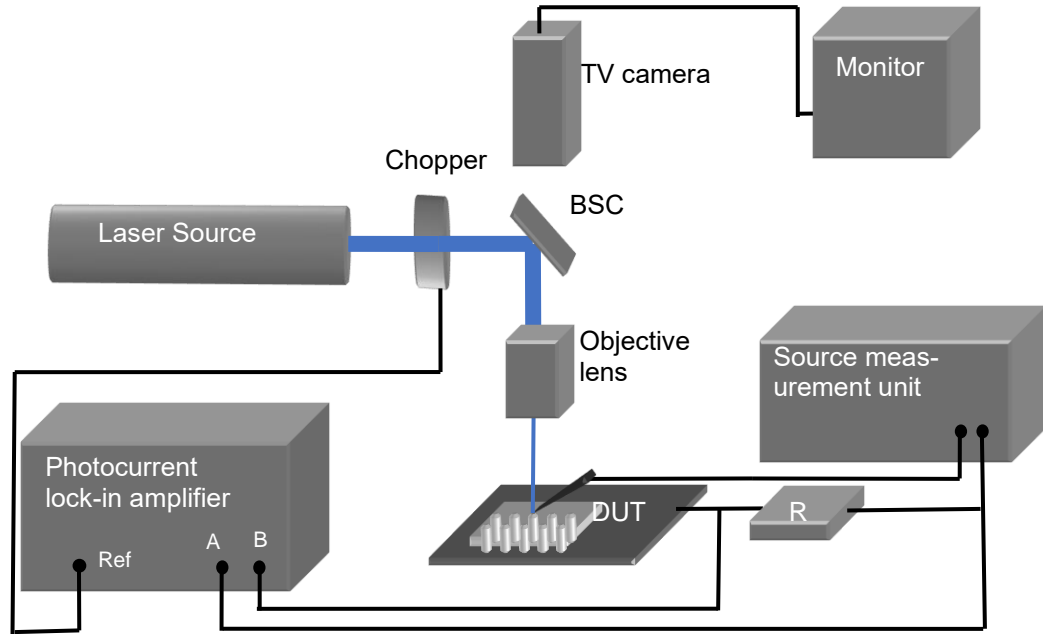 TV camera
Monitor
Chopper
BSC
Laser Source
Objective
lens
Source meas-
urement unit
Photocurrent
lock-in amplifier
DUT
R
A
B
Ref